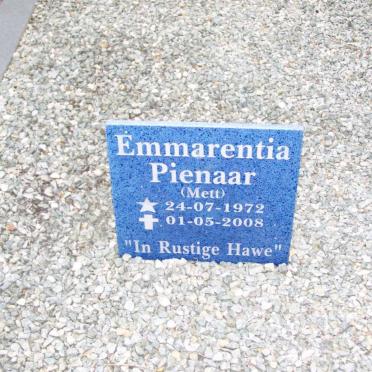 Emmarentia
Pienaar
(Mett)
24-07-1972
01-05-2008
"In Rustige Hawe"